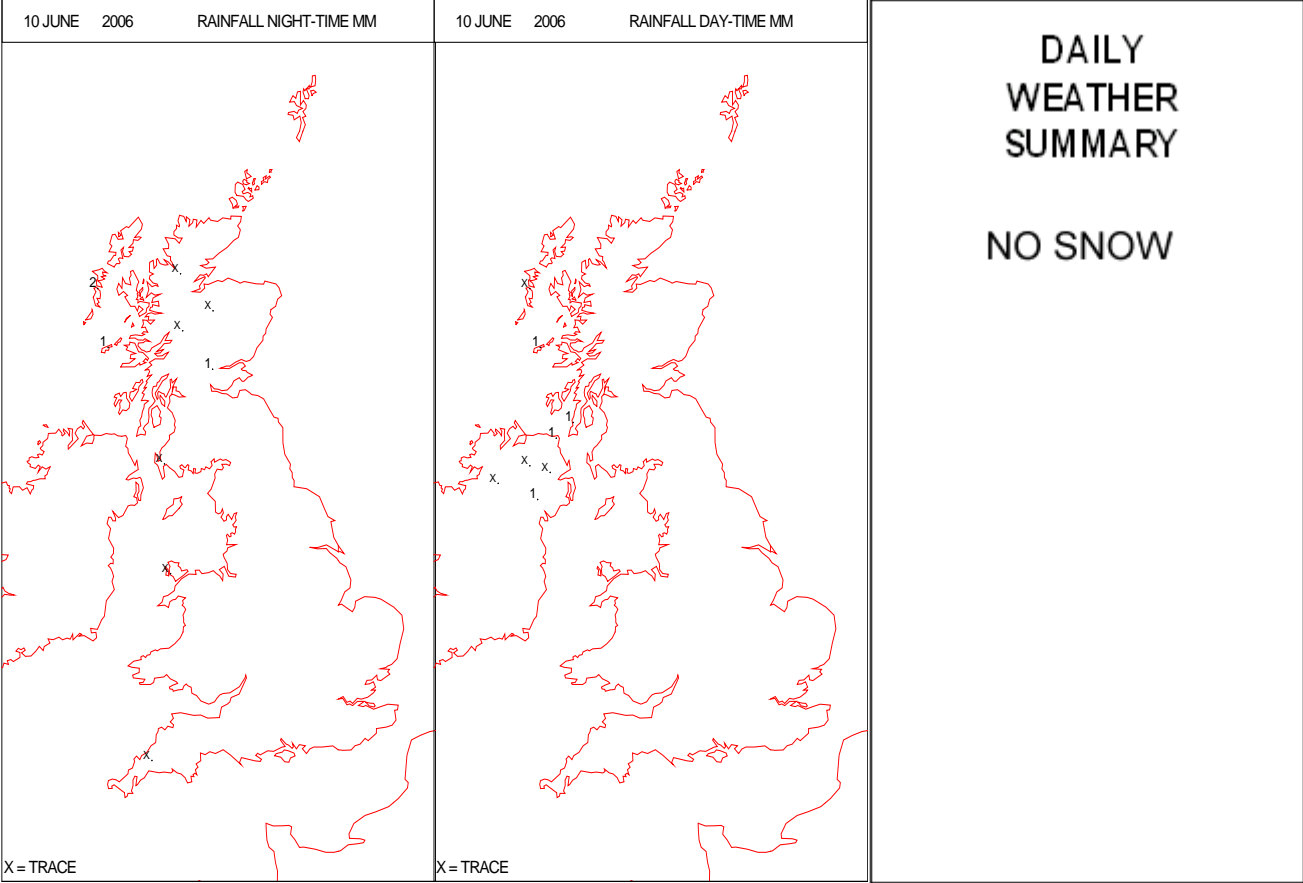 10 JUNE 2006 RAINFALL NIGHT-TIME MM
X.
2
X.
X.
1
1.
X
X
X.
X = TRACE
10 JUNE 2006 RAINFALL DAY-TIME MM
X
1
1
1
X.
X.
X.
1.
X = TRACE
DAILY
WEATHER
SUMMARY
NO SNOW